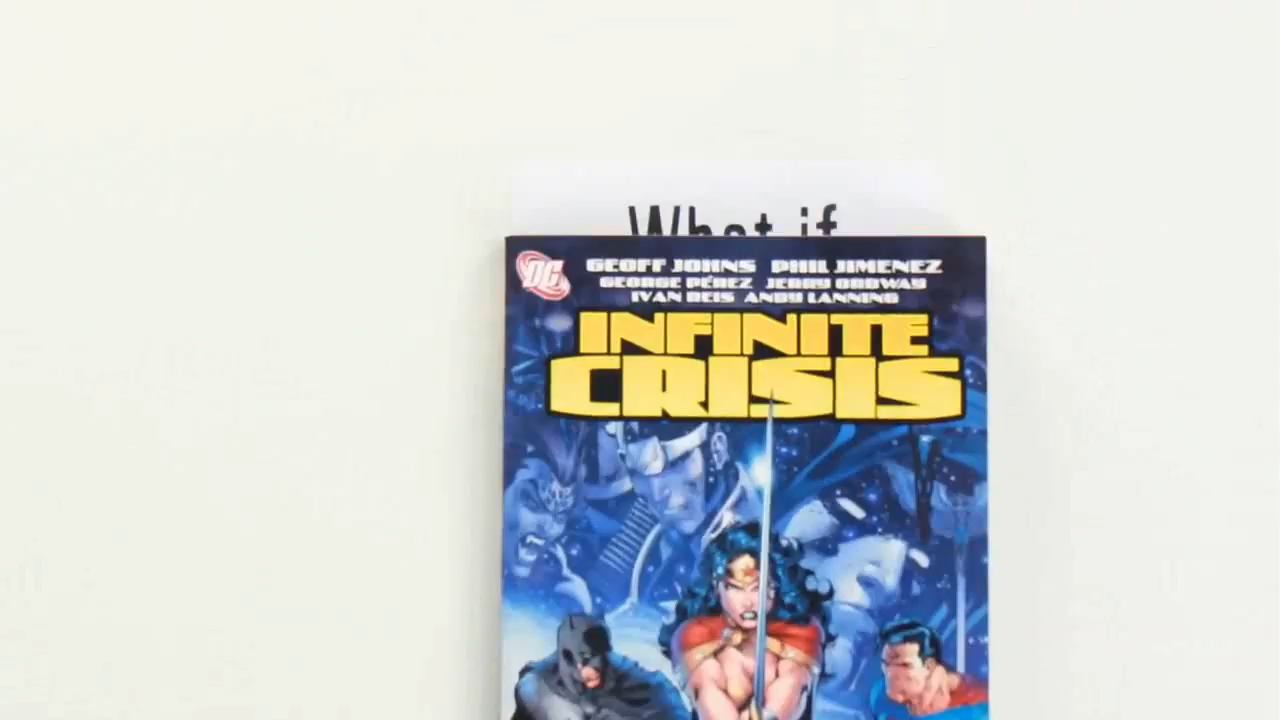 What if
DC
GEOFF JOHNS PHIL JIMENEZ
GEORGE PÉREZ JERRY ORDWAY
IVAN REIS ANDY LANNING
INFINITE
CRISIS